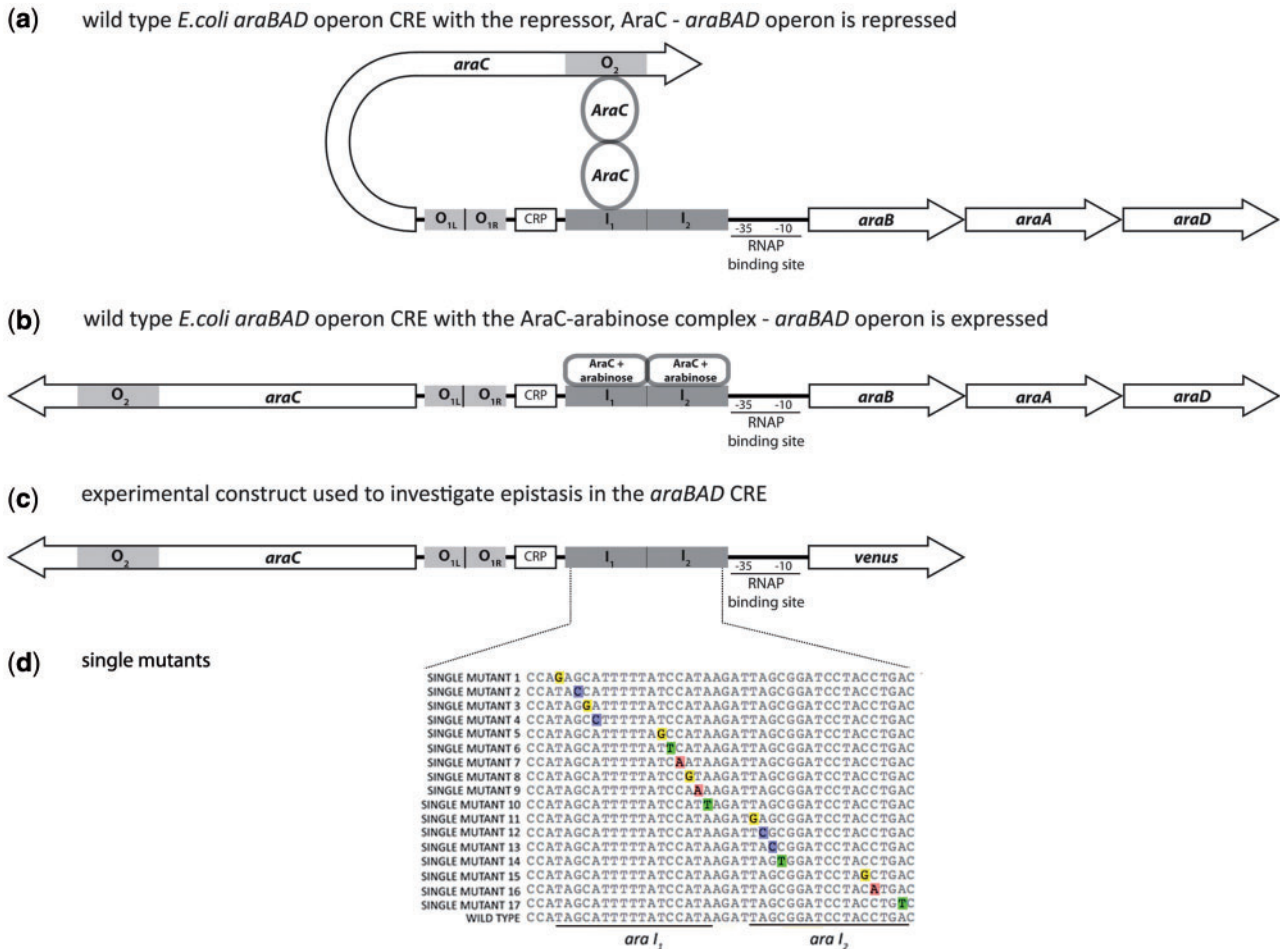 (a) wild type E.coli araBAD operon CRE with the repressor, AraC - araBAD operon is repressed
araC O2
AraC
AraC
O1L O1R CRP I1 I2 -35 -10 araB araA araD
RNAP
binding site
(b) wild type E.coli araBAD operon CRE with the AraC-arabinose complex - araBAD operon is expressed
AraC + AraC +
arabinose arabinose
O2 araC O1L O1R CRP I1 I2 -35 -10 araB araA araD
RNAP
binding site
(c) experimental construct used to investigate epistasis in the araBAD CRE
O2 araC O1L O1R CRP I1 I2 -35 -10 venus
RNAP
binding site
(d) single mutants
SINGLE MUTANT 1 CCAGAGCATTTTTATCCATAAGATTAGCGGATCCTACCTGAC
SINGLE MUTANT 2 CCATACCATTTTTATCCATAAGATTAGCGGATCCTACCTGAC
SINGLE MUTANT 3 CCATAGGATTTTTATCCATAAGATTAGCGGATCCTACCTGAC
SINGLE MUTANT 4 CCATAGCCTTTTTATCCATAAGATTAGCGGATCCTACCTGAC
SINGLE MUTANT 5 CCATAGCATTTTTAGCCATAAGATTAGCGGATCCTACCTGAC
SINGLE MUTANT 6 CCATAGCATTTTTATTCATAAGATTAGCGGATCCTACCTGAC
SINGLE MUTANT 7 CCATAGCATTTTTATCAATAAGATTAGCGGATCCTACCTGAC
SINGLE MUTANT 8 CCATAGCATTTTTATCCGTAAGATTAGCGGATCCTACCTGAC
SINGLE MUTANT 9 CCATAGCATTTTTATCCAAAAGATTAGCGGATCCTACCTGAC
SINGLE MUTANT 10 CCATAGCATTTTTATCCATTAGATTAGCGGATCCTACCTGAC
SINGLE MUTANT 11 CCATAGCATTTTTATCCATAAGATGAGCGGATCCTACCTGAC
SINGLE MUTANT 12 CCATAGCATTTTTATCCATAAGATTCGCGGATCCTACCTGAC
SINGLE MUTANT 13 CCATAGCATTTTTATCCATAAGATTACCGGATCCTACCTGAC
SINGLE MUTANT 14 CCATAGCATTTTTATCCATAAGATTAGTGGATCCTACCTGAC
SINGLE MUTANT 15 CCATAGCATTTTTATCCATAAGATTAGCGGATCCTAGCTGAC
SINGLE MUTANT 16 CCATAGCATTTTTATCCATAAGATTAGCGGATCCTACATGAC
SINGLE MUTANT 17 CCATAGCATTTTTATCCATAAGATTAGCGGATCCTACCTGTC
WILD TYPE CCATAGCATTTTTATCCATAAGATTAGCGGATCCTACCTGAC
ara I1 ara I2